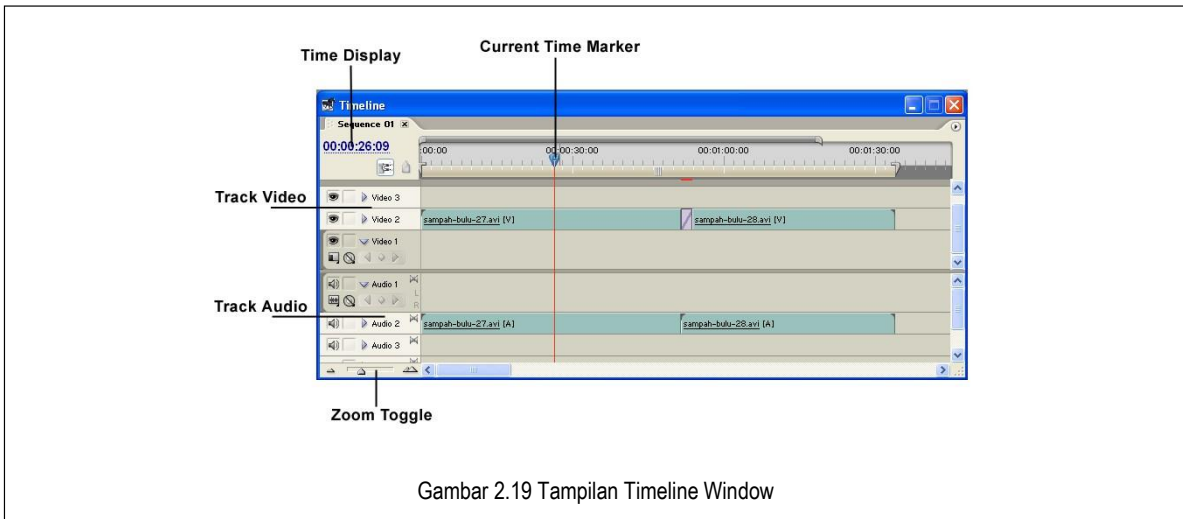 Current Time Marker
Time Display
Timeline
Sequence 01
00:00:26:09
:00:00
00:00:30:00
00:01:00:00
00:01:30:00
Track Video
Video 3
Video 2
sampah-bulu-27.avi [V]
sampah-bulu-28.avi [V]
Video 1
Audio 1
L
R
Track Audio
Audio 2
sampah-bulu-27.avi [A]
sampah-bulu-28.avi [A]
Audio 3
Zoom Toggle
Gambar 2.19 Tampilan Timeline Window